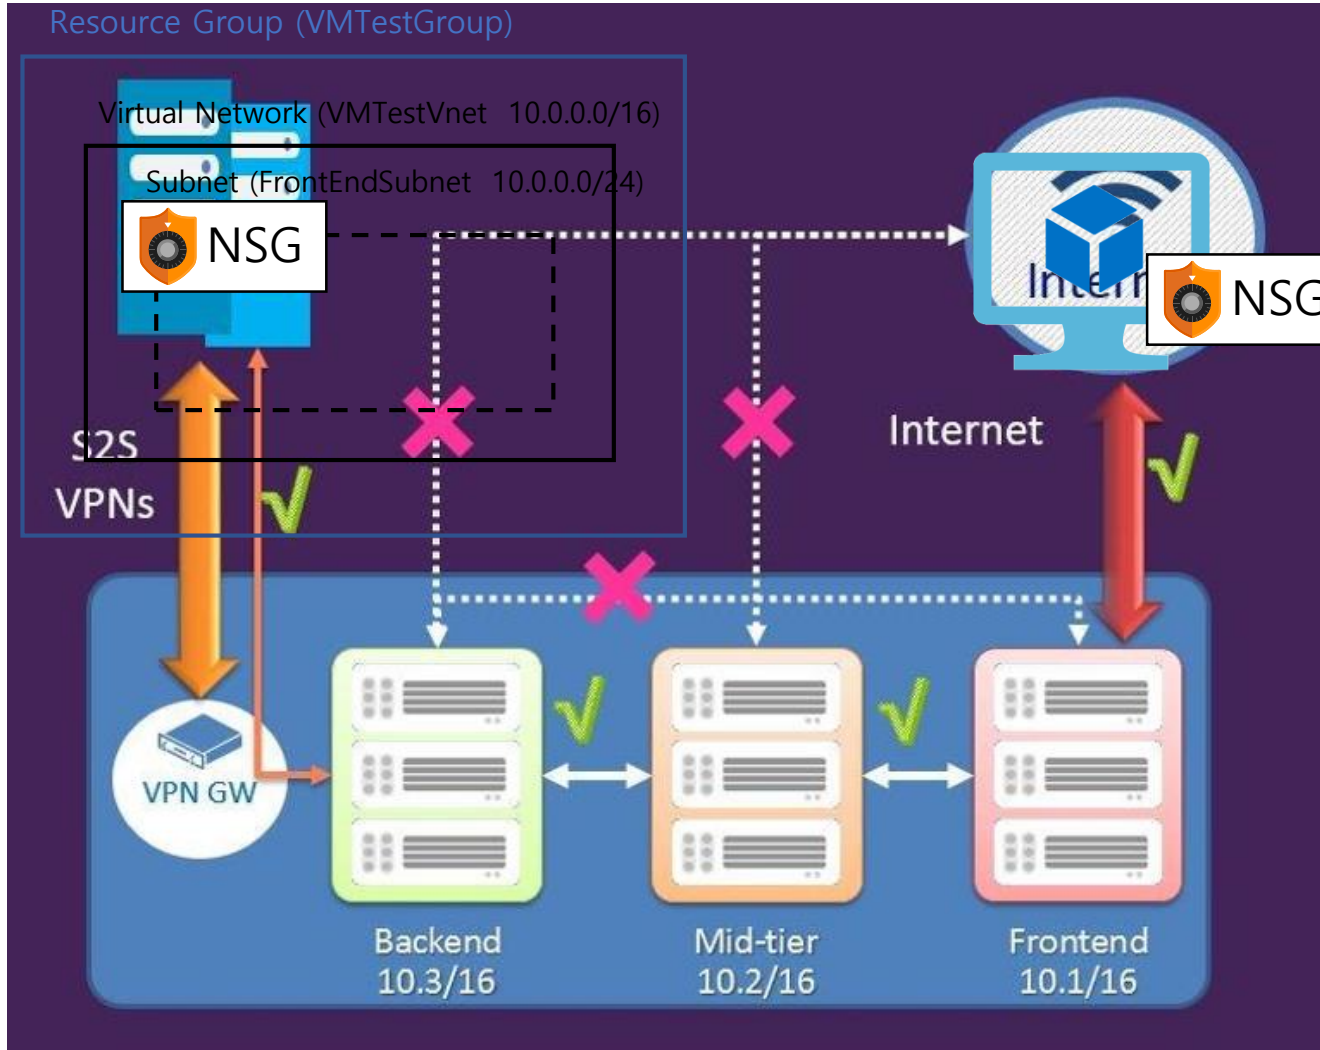 Resource Group (VMTestGroup)
Virtual Network (VMTestVnet 10.0.0.0/16)
Subnet (FrontEndSubnet 10.0.0.0/24)
NSG
NSG
Internet
S2S
VPNs
VPN GW
Backend
10.3/16
Mid-tier
10.2/16
Frontend
10.1/16